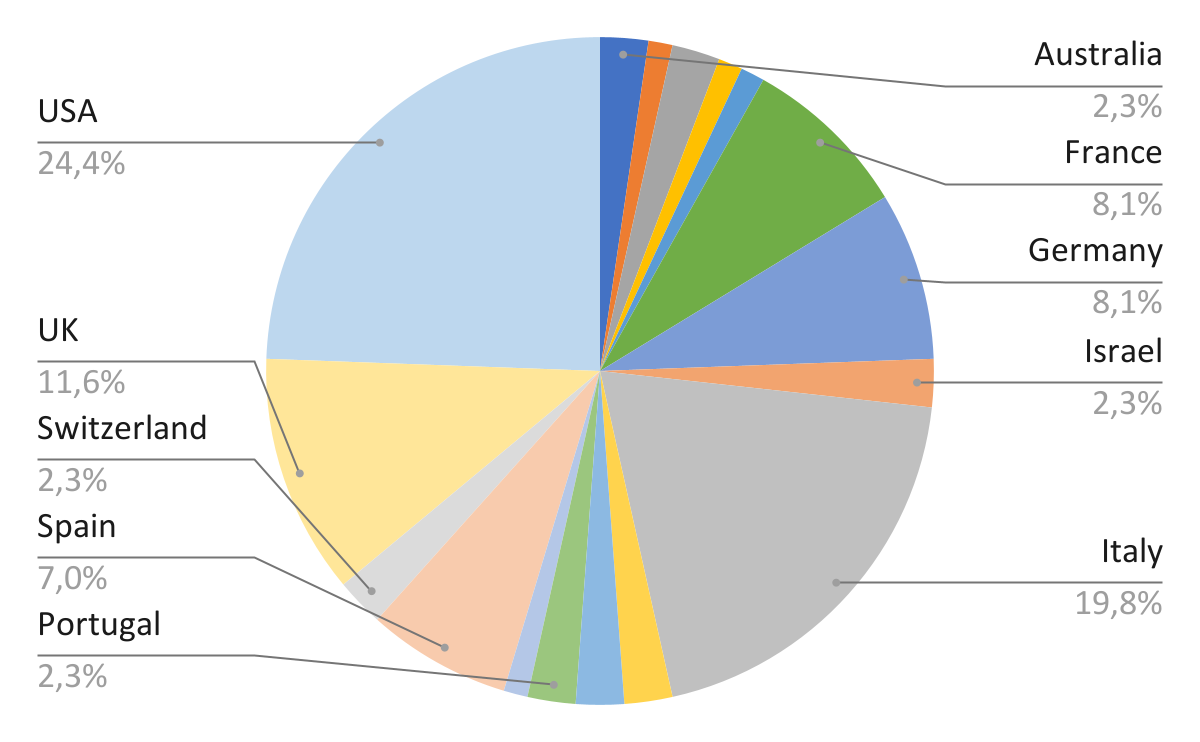 USA
24,4%
UK
11,6%
Switzerland
2,3%
Spain
7,0%
Portugal
2,3%
Australia
2,3%
France
8,1%
Germany
8,1%
Israel
2,3%
Italy
19,8%